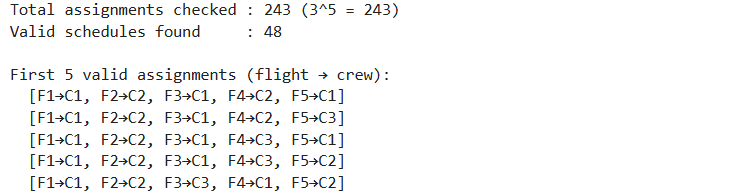 Total assignments checked : 243 (3^5 = 243)
Valid schedules found     : 48

First 5 valid assignments (flight → crew):
  [F1→C1, F2→C2, F3→C1, F4→C2, F5→C1]
  [F1→C1, F2→C2, F3→C1, F4→C2, F5→C3]
  [F1→C1, F2→C2, F3→C1, F4→C3, F5→C1]
  [F1→C1, F2→C2, F3→C1, F4→C3, F5→C2]
  [F1→C1, F2→C2, F3→C3, F4→C1, F5→C2]